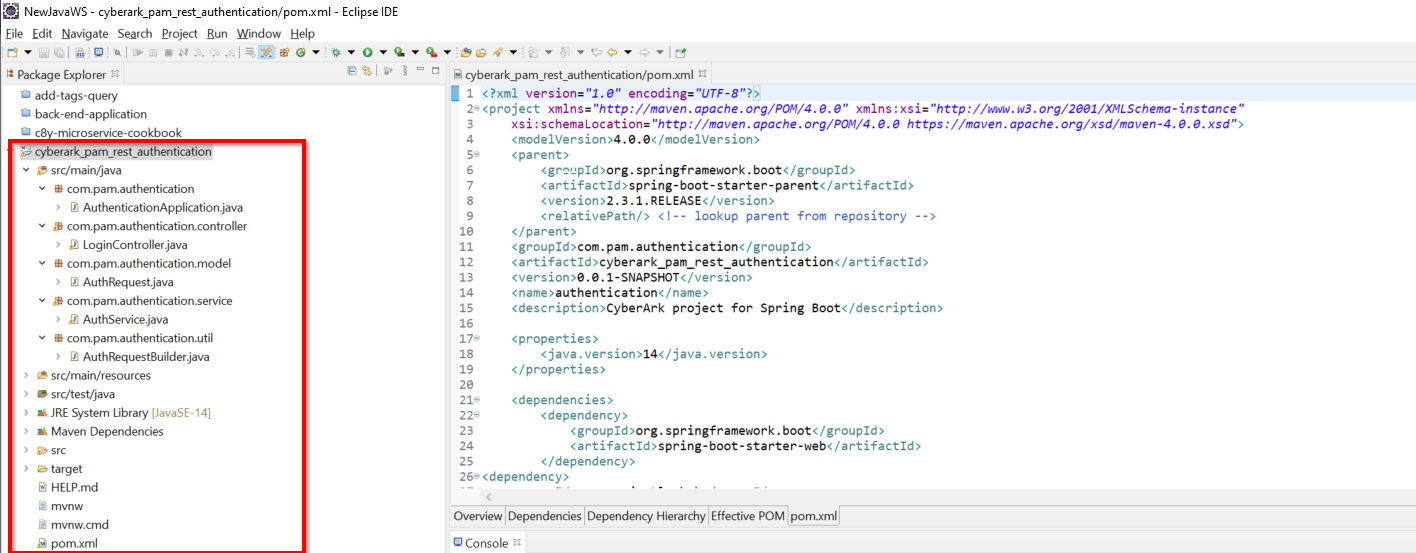 NewJavaWS - cyberark_pam_rest_authentication/pom.xml - Eclipse IDE
File Edit Navigate Search Project Run Window Help
Package Explorer
add-tags-query
back-end-application
c8y-microservice-cookbook
cyberark_pam_rest_authentication
src/main/java
com.pam.authentication
AuthenticationApplication.java
com.pam.authentication.controller
LoginController.java
com.pam.authentication.model
AuthRequest.java
com.pam.authentication.service
AuthService.java
com.pam.authentication.util
AuthRequestBuilder.java
src/main/resources
src/test/java
JRE System Library [JavaSE-14]
Maven Dependencies
src
target
HELP.md
mvnw
mvnw.cmd
pom.xml
cyberark_pam_rest_authentication/pom.xml
1 <?xml version="1.0" encoding="UTF-8"?>
2 <project xmlns="http://maven.apache.org/POM/4.0.0" xmlns:xsi="http://www.w3.org/2001/XMLSchema-instance"
3 xsi:schemaLocation="http://maven.apache.org/POM/4.0.0 https://maven.apache.org/xsd/maven-4.0.0.xsd">
4 <modelVersion>4.0.0</modelVersion>
5 <parent>
6 <groupId>org.springframework.boot</groupId>
7 <artifactId>spring-boot-starter-parent</artifactId>
8 <version>2.3.1.RELEASE</version>
9 <relativePath/> <!-- lookup parent from repository -->
10 </parent>
11 <groupId>com.pam.authentication</groupId>
12 <artifactId>cyberark_pam_rest_authentication</artifactId>
13 <version>0.0.1-SNAPSHOT</version>
14 <name>authentication</name>
15 <description>CyberArk project for Spring Boot</description>
16
17 <properties>
18 <java.version>14</java.version>
19 </properties>
20
21 <dependencies>
22 <dependency>
23 <groupId>org.springframework.boot</groupId>
24 <artifactId>spring-boot-starter-web</artifactId>
25 </dependency>
26 <dependency>
Overview Dependencies Dependency Hierarchy Effective POM pom.xml
Console